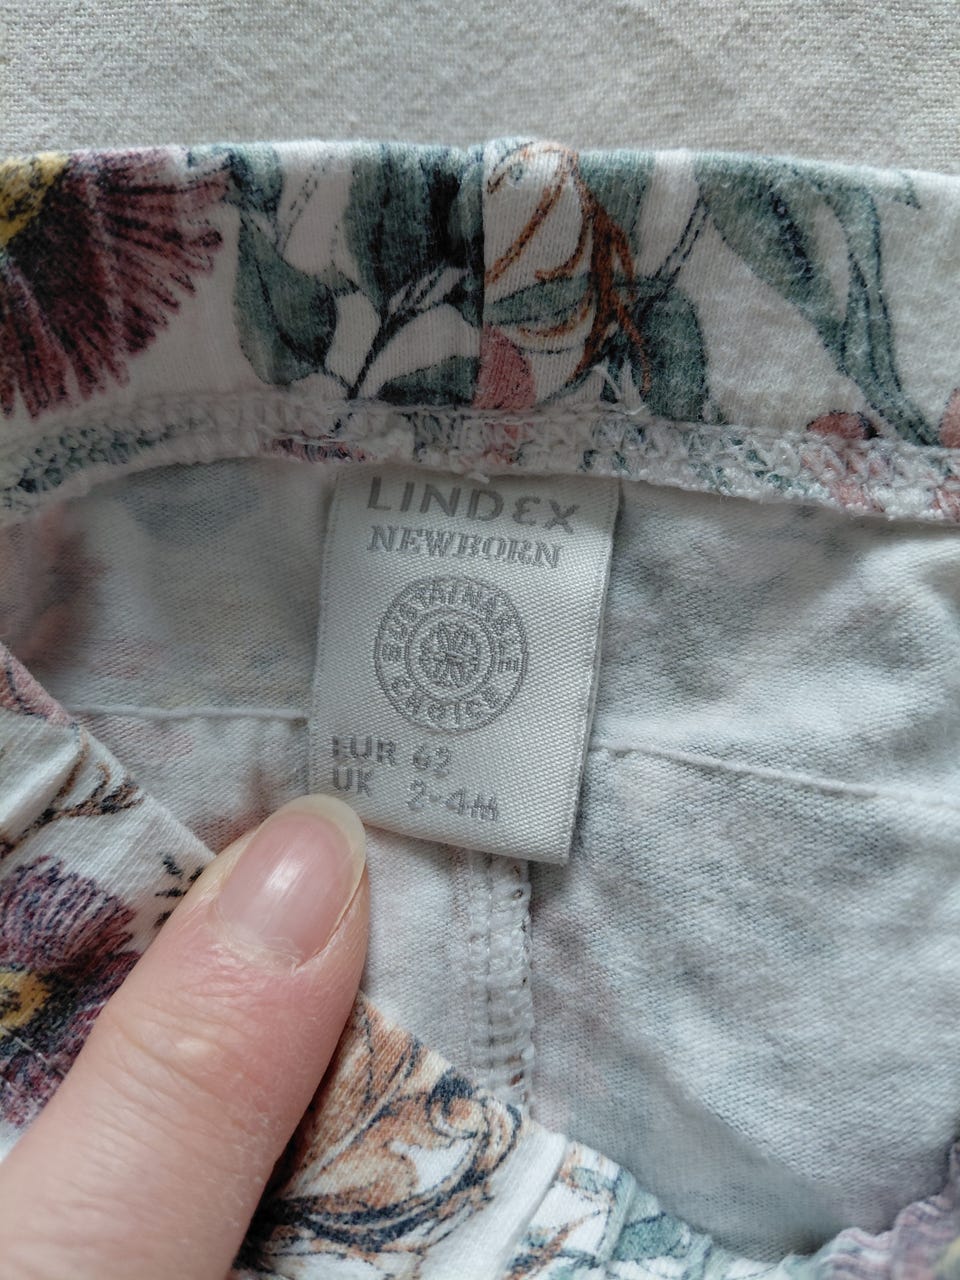 LINDEX
NEWBORN
SUSTAINABLE
CHOICE
EUR 62
UK 2-4M